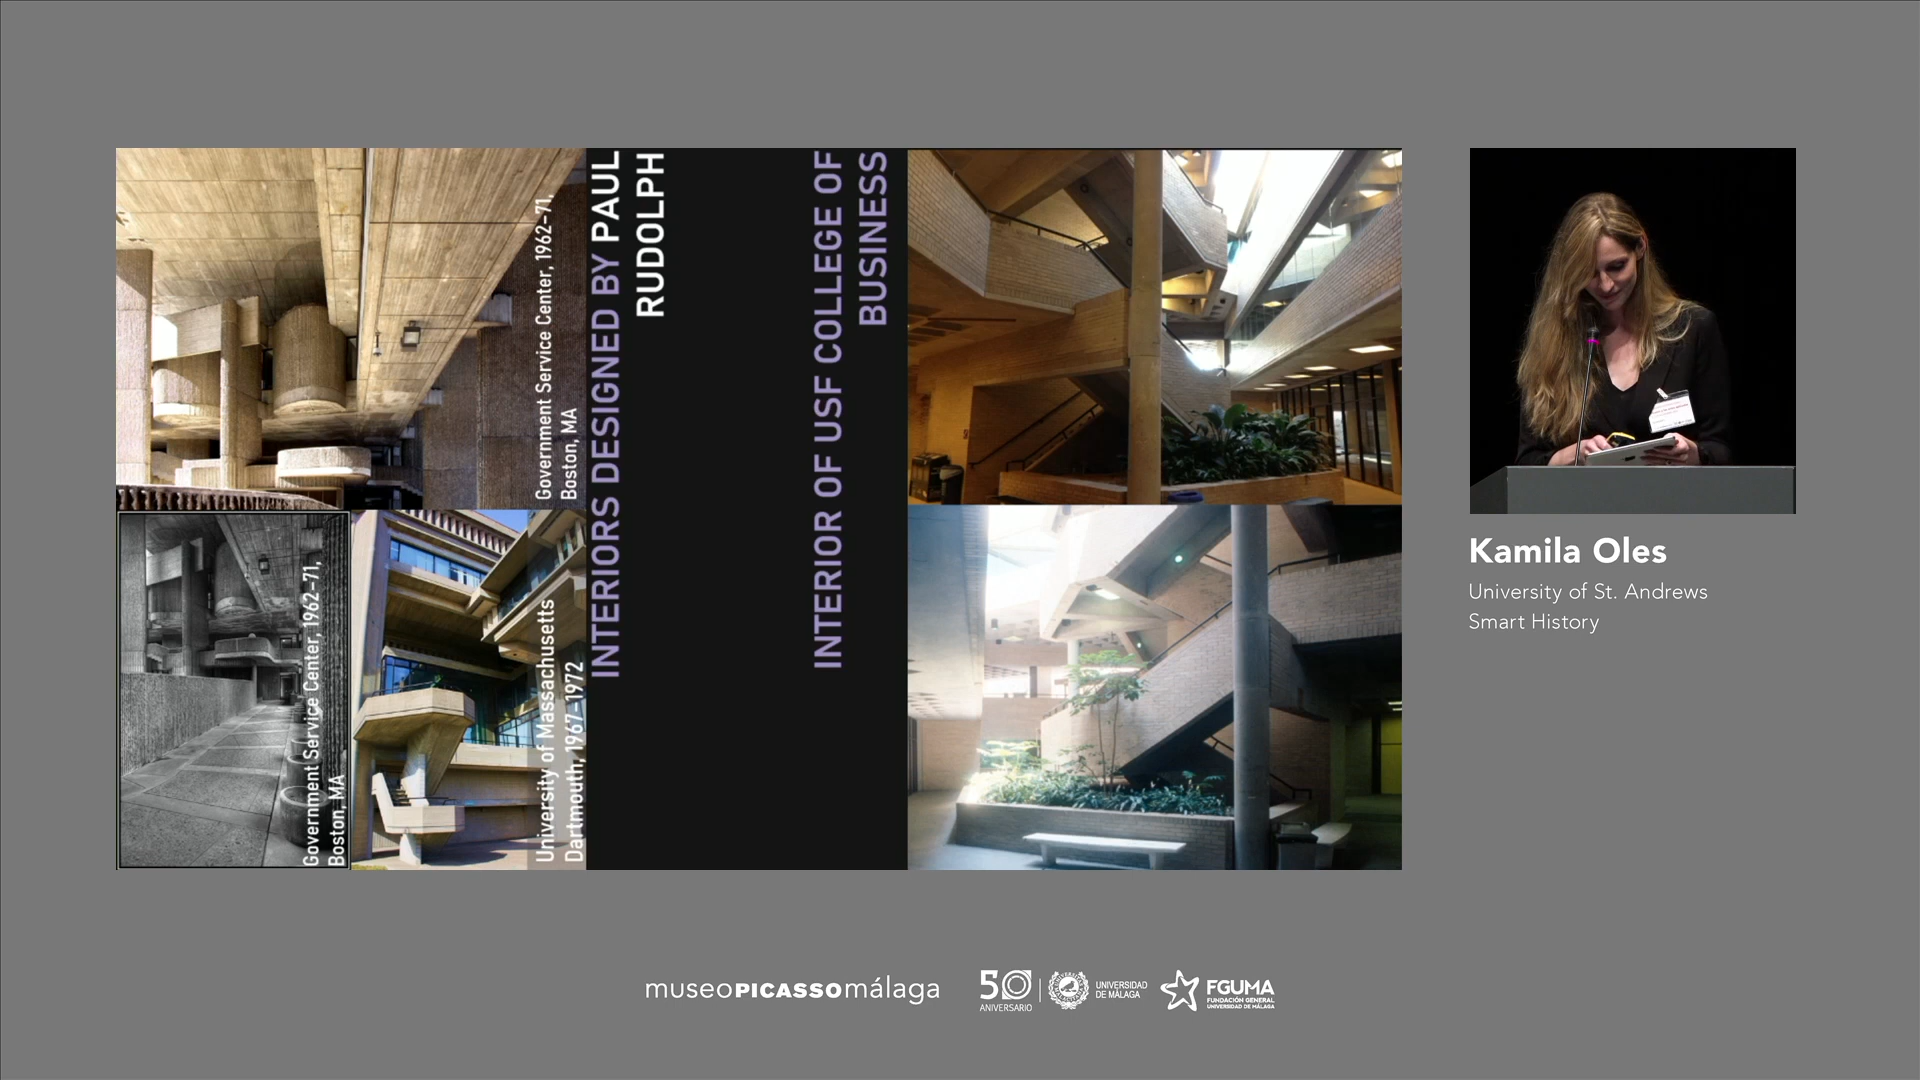 Government Service Center, 1962-71,
Boston, MA
Government Service Center, 1962-71,
Boston, MA
University of Massachusetts
Dartmouth, 1967-1972
INTERIORS DESIGNED BY PAUL
RUDOLPH
INTERIOR OF USF COLLEGE OF
BUSINESS
Kamila Oles
University of St. Andrews
Smart History
museoPICASSOmálaga
50
ANIVERSARIO
UNIVERSIDAD
DE MÁLAGA
FGUMA
FUNDACIÓN GENERAL
UNIVERSIDAD DE MÁLAGA